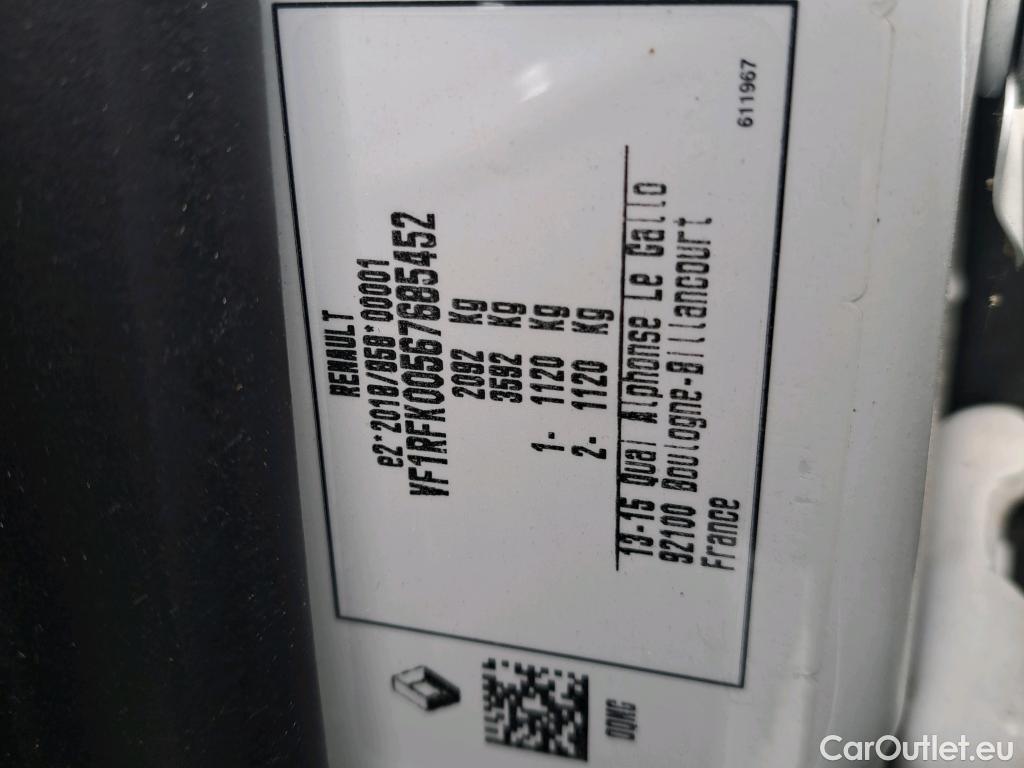 RENAULT
e2*2018/858*00001
VF1RFK00567685452
2092 Kg
3592 Kg
1- 1120 Kg
2- 1120 Kg
13-15 Quai Alphonse Le Gallo
92100 Boulogne-Billancourt
France
611967
CarOutlet.eu